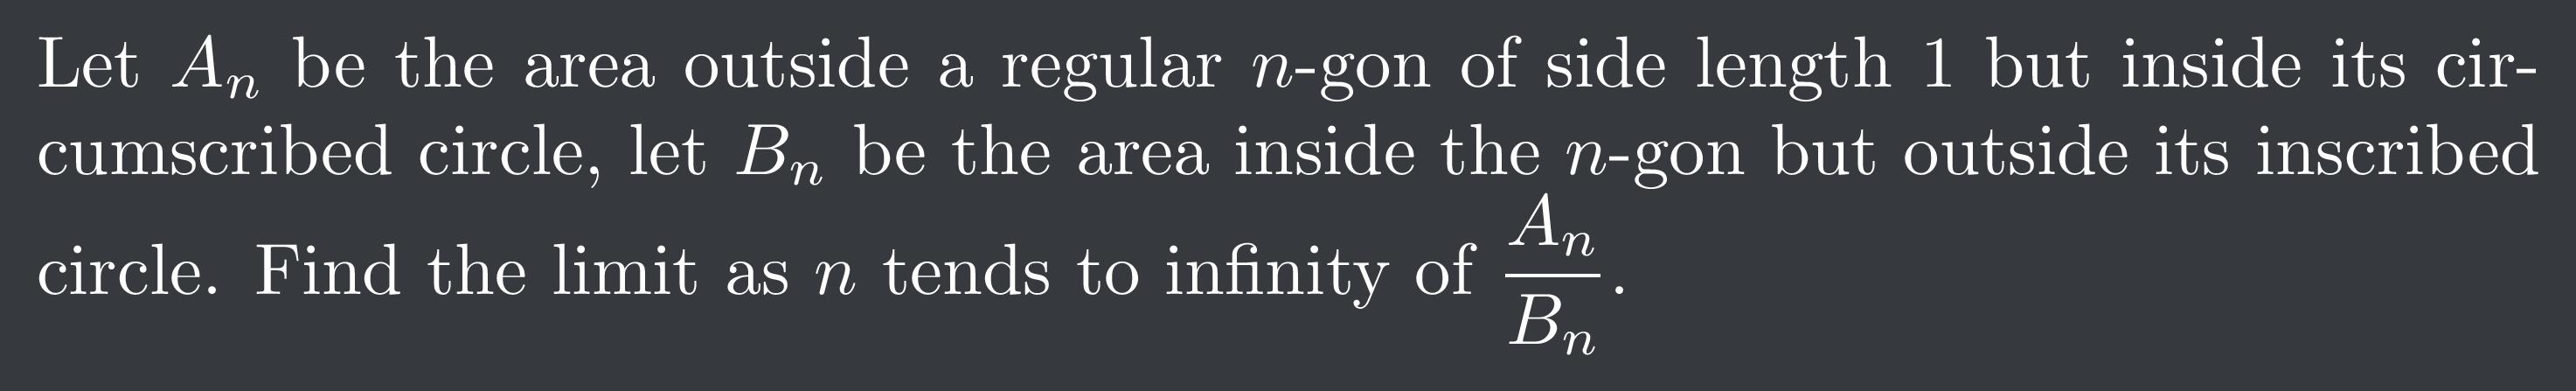 Let $A_n$ be the area outside a regular $n$-gon of side length 1 but inside its cir-
cumscribed circle, let $B_n$ be the area inside the $n$-gon but outside its inscribed
circle. Find the limit as $n$ tends to infinity of $\frac{A_n}{B_n}$.